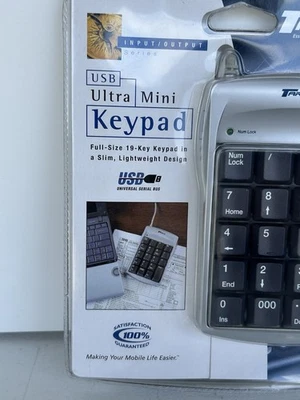 INPUT/OUTPUT
Series
USB
Ultra Mini
Keypad
Full-Size 19-Key Keypad in
a Slim, Lightweight Design
USB
UNIVERSAL SERIAL BUS
SATISFACTION
100%
GUARANTEED
Making Your Mobile Life Easier.™
Num Lock
Num
Lock
/
7
Home
8
4
5
1
End
2
0
Ins
000